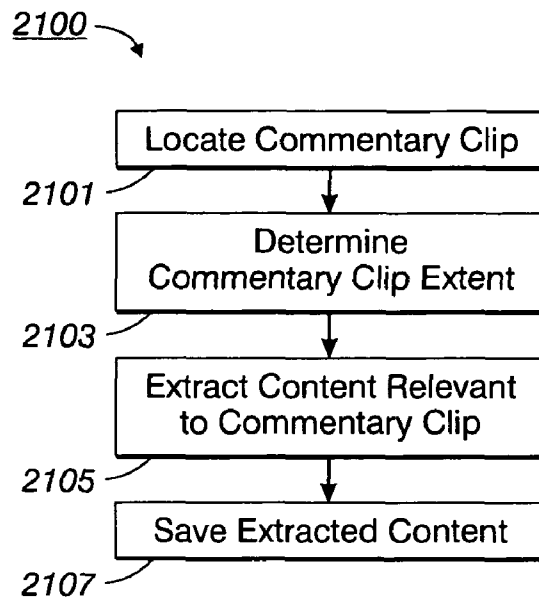 2100
Locate Commentary Clip
2101
Determine
Commentary Clip Extent
2103
Extract Content Relevant
to Commentary Clip
2105
Save Extracted Content
2107